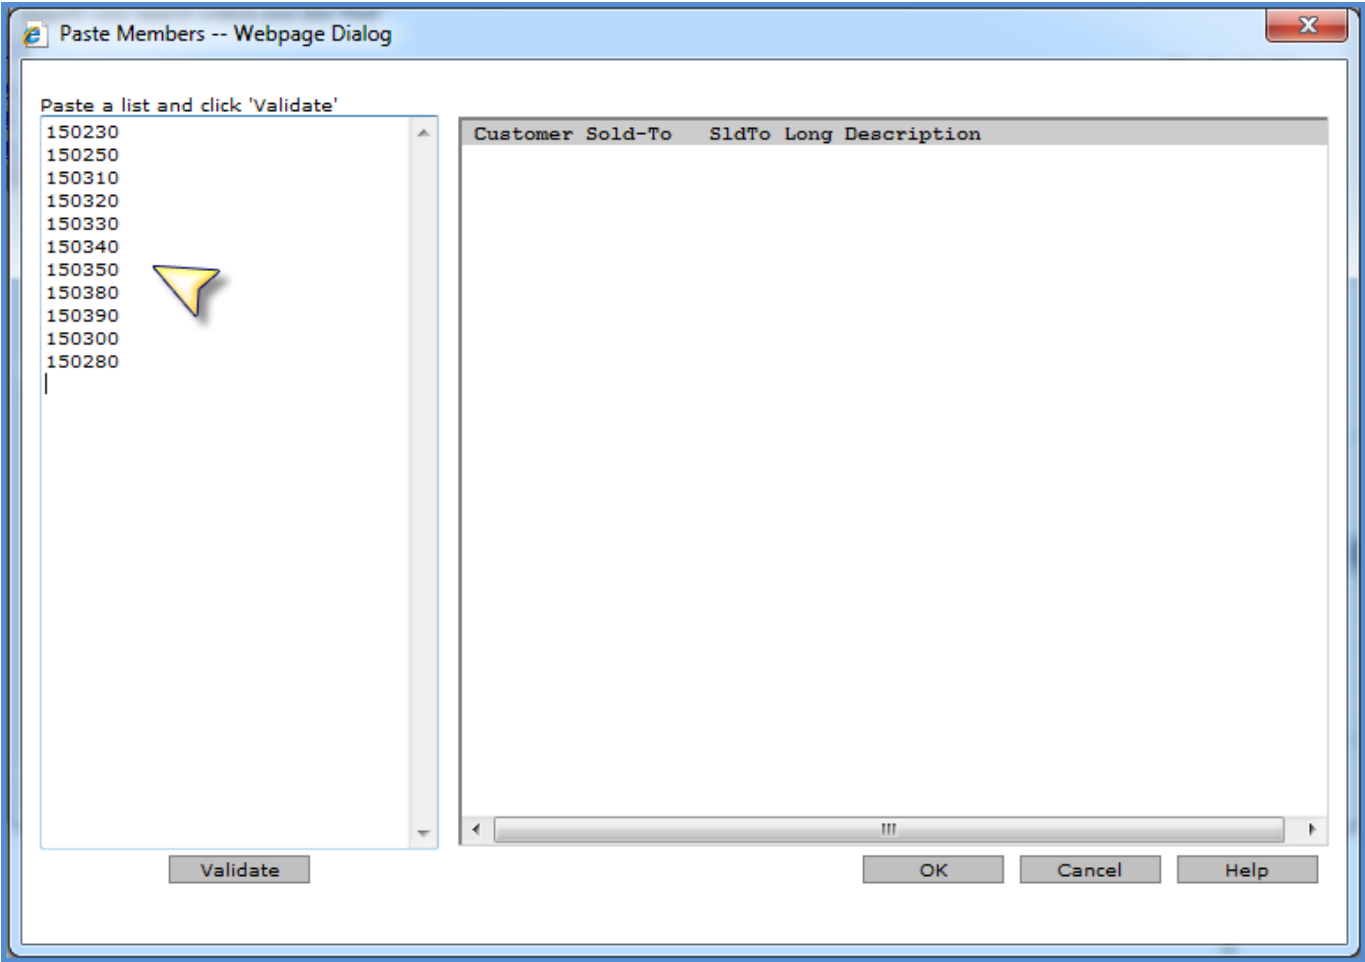 Paste Members -- Webpage Dialog
X
Paste a list and click 'Validate'
150230
150250
150310
150320
150330
150340
150350
150380
150390
150300
150280
Customer Sold-To SldTo Long Description
Validate
OK Cancel Help